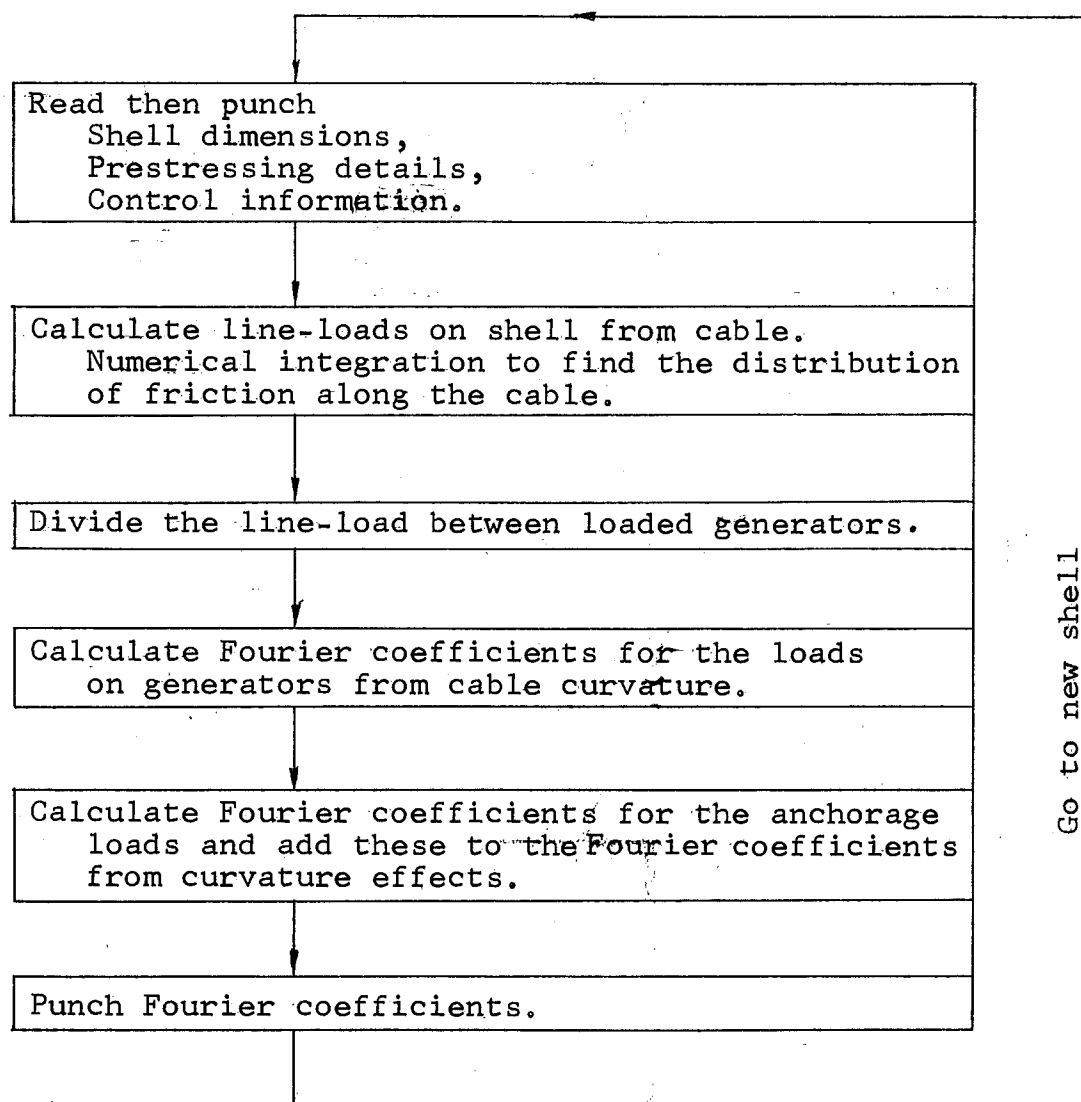 Read then punch
Shell dimensions,
Prestressing details,
Control information.
Calculate line-loads on shell from cable.
Numerical integration to find the distribution
of friction along the cable.
Divide the line-load between loaded generators.
Calculate Fourier coefficients for the loads
on generators from cable curvature.
Calculate Fourier coefficients for the anchorage
loads and add these to the Fourier coefficients
from curvature effects.
Punch Fourier coefficients.
Go to new shell